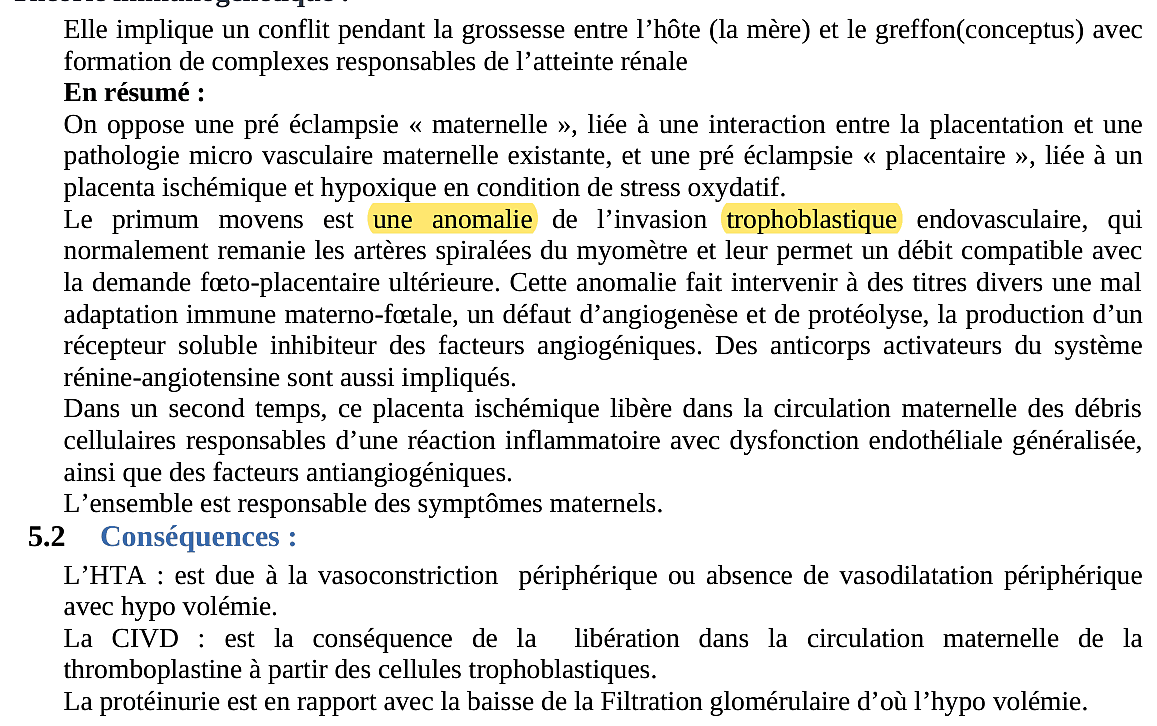 Théorie immunogénétique :
Elle implique un conflit pendant la grossesse entre l’hôte (la mère) et le greffon(conceptus) avec
formation de complexes responsables de l’atteinte rénale
En résumé :
On oppose une pré éclampsie « maternelle », liée à une interaction entre la placentation et une
pathologie micro vasculaire maternelle existante, et une pré éclampsie « placentaire », liée à un
placenta ischémique et hypoxique en condition de stress oxydatif.
Le primum movens est une anomalie de l’invasion trophoblastique endovasculaire, qui
normalement remanie les artères spiralées du myomètre et leur permet un débit compatible avec
la demande fœto-placentaire ultérieure. Cette anomalie fait intervenir à des titres divers une mal
adaptation immune materno-fœtale, un défaut d’angiogenèse et de protéolyse, la production d’un
récepteur soluble inhibiteur des facteurs angiogéniques. Des anticorps activateurs du système
rénine-angiotensine sont aussi impliqués.
Dans un second temps, ce placenta ischémique libère dans la circulation maternelle des débris
cellulaires responsables d’une réaction inflammatoire avec dysfonction endothéliale généralisée,
ainsi que des facteurs antiangiogéniques.
L’ensemble est responsable des symptômes maternels.
5.2 Conséquences :
L’HTA : est due à la vasoconstriction périphérique ou absence de vasodilatation périphérique
avec hypo volémie.
La CIVD : est la conséquence de la libération dans la circulation maternelle de la
thromboplastine à partir des cellules trophoblastiques.
La protéinurie est en rapport avec la baisse de la Filtration glomérulaire d’où l’hypo volémie.